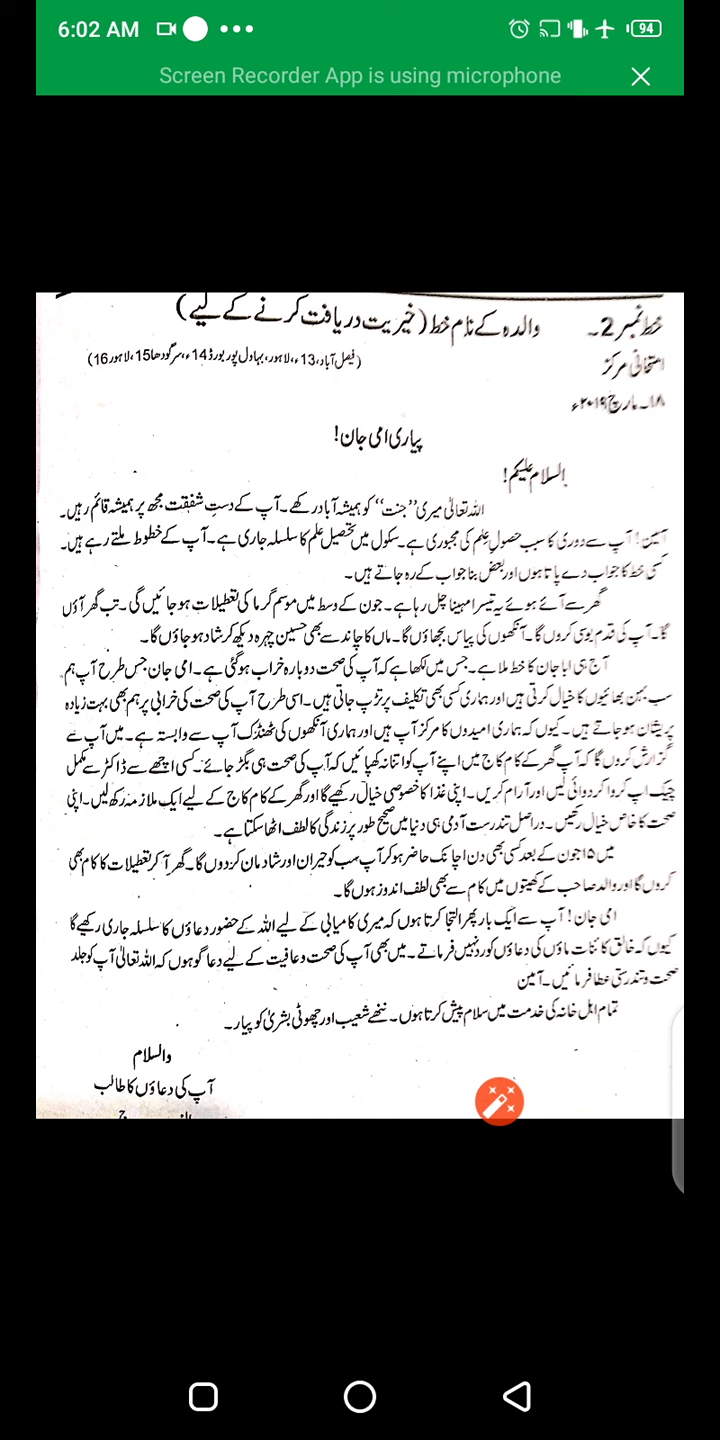 6:02 AM
94
Screen Recorder App is using microphone
خط نمبر 2۔ والدہ کے نام خط (خیریت دریافت کرنے کے لیے)
(فیصل آباد، 13ء، لاہور، بہاول پور بورڈ 14ء، سرگودھا 15، لاہور 16)
امتحانی مرکز
۱۸۔مارچ ۲۰۱۹ء
پیاری امی جان!
السلام علیکم!
اللہ تعالیٰ میری ”جنت“ کو ہمیشہ آباد رکھے۔ آپ کے دستِ شفقت مجھ پر ہمیشہ قائم رہیں۔
آمین! آپ سے دوری کا سبب حصولِ علم کی مجبوری ہے۔ سکول میں تحصیل علم کا سلسلہ جاری ہے۔ آپ کے خطوط ملتے رہے ہیں۔
کسی خط کا جواب دے پاتا ہوں اور بعض بنا جواب کے رہ جاتے ہیں۔
گھر سے آئے ہوئے یہ تیسرا مہینا چل رہا ہے۔ جون کے وسط میں موسم گرما کی تعطیلات ہو جائیں گی۔ تب گھر آؤں
گا۔ آپ کی قدم بوسی کروں گا۔ آنکھوں کی پیاس بجھاؤں گا۔ ماں کا چاند سے بھی حسین چہرہ دیکھ کر شاد ہو جاؤں گا۔
آج ہی ابا جان کا خط ملا ہے۔ جس میں لکھا ہے کہ آپ کی صحت دوبارہ خراب ہو گئی ہے۔ امی جان جس طرح آپ ہم
سب بہن بھائیوں کا خیال کرتی ہیں اور ہماری کسی بھی تکلیف پر تڑپ جاتی ہیں۔ اسی طرح آپ کی صحت کی خرابی پر ہم بھی بہت زیادہ
پریشان ہو جاتے ہیں۔ کیوں کہ ہماری امیدوں کا مرکز آپ ہیں اور ہماری آنکھوں کی ٹھنڈک آپ سے وابستہ ہے۔ میں آپ سے
گزارش کروں گا کہ آپ گھر کے کام کاج میں اپنے آپ کو اتنا نہ کھپائیں کہ آپ کی صحت ہی بگڑ جائے۔ کسی اچھے سے ڈاکٹر سے مکمل
چیک اپ کروا کر دوائی لیں اور آرام کریں۔ اپنی غذا کا خصوصی خیال رکھیے گا اور گھر کے کام کاج کے لیے ایک ملازمہ رکھ لیں۔ اپنی
صحت کا خاص خیال رکھیں۔ دراصل تندرست آدمی ہی دنیا میں صحیح طور پر زندگی کا لطف اٹھا سکتا ہے۔
میں ۱۵ جون کے بعد کسی بھی دن اچانک حاضر ہو کر آپ سب کو حیران اور شادمان کر دوں گا۔ گھر آ کر تعطیلات کا کام بھی
کروں گا اور والد صاحب کے کھیتوں میں کام سے بھی لطف اندوز ہوں گا۔
امی جان! آپ سے ایک بار پھر التجا کرتا ہوں کہ میری کامیابی کے لیے اللہ کے حضور دعاؤں کا سلسلہ جاری رکھیے گا
کیوں کہ خالق کائنات ماؤں کی دعاؤں کو رد نہیں فرماتے۔ میں بھی آپ کی صحت و عافیت کے لیے دعا گو ہوں کہ اللہ تعالیٰ آپ کو جلد
صحت و تندرستی عطا فرمائیں۔ آمین
تمام اہل خانہ کی خدمت میں سلام پیش کرتا ہوں۔ ننھے شعیب اور چھوٹی بشریٰ کو پیار۔
والسلام
آپ کی دعاؤں کا طالب